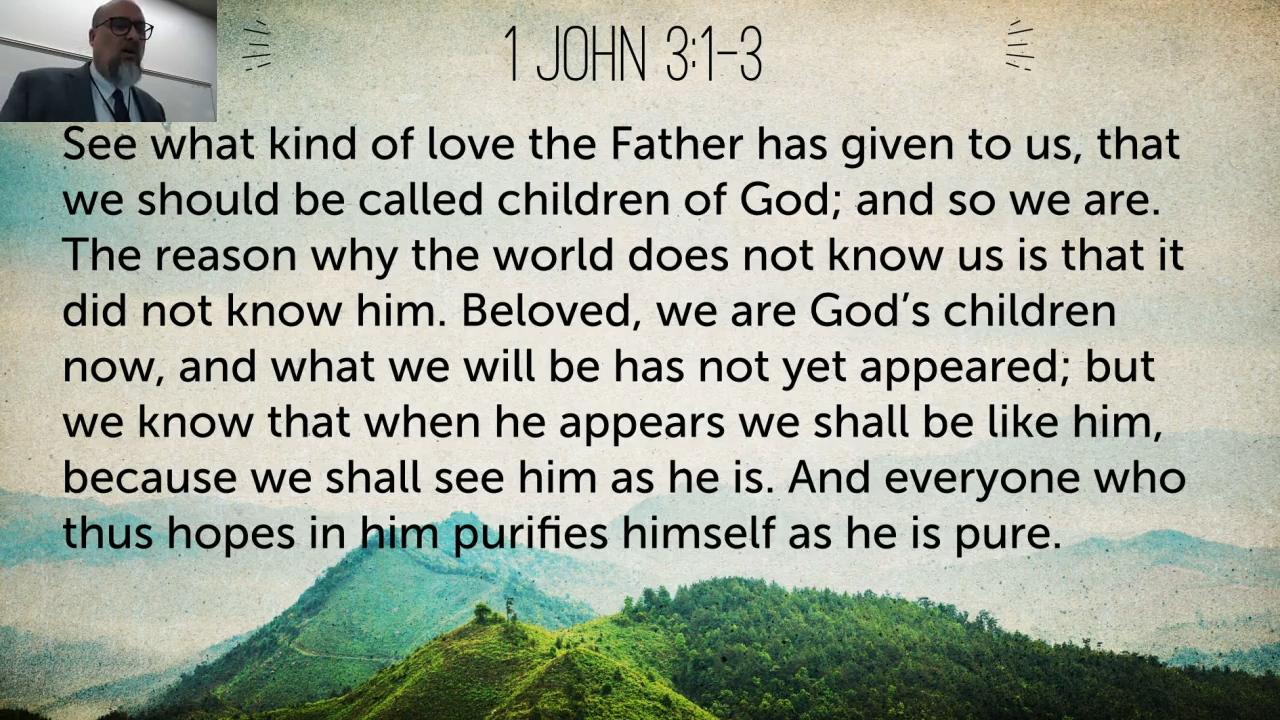 1 JOHN 3:1-3
See what kind of love the Father has given to us, that
we should be called children of God; and so we are.
The reason why the world does not know us is that it
did not know him. Beloved, we are God’s children
now, and what we will be has not yet appeared; but
we know that when he appears we shall be like him,
because we shall see him as he is. And everyone who
thus hopes in him purifies himself as he is pure.